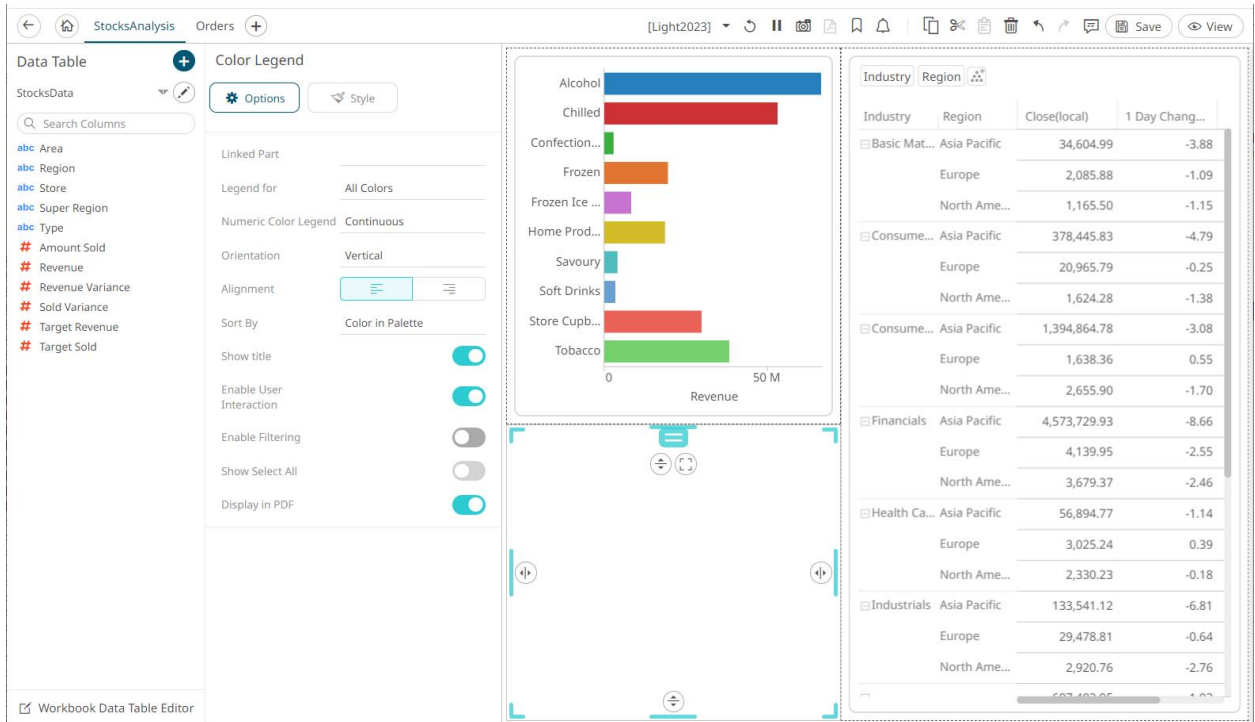 StocksAnalysis Orders [Light2023] Save View
Data Table
StocksData
Search Columns
abc Area
abc Region
abc Store
abc Super Region
abc Type
# Amount Sold
# Revenue
# Revenue Variance
# Sold Variance
# Target Revenue
# Target Sold
Workbook Data Table Editor
Color Legend
Options Style
Linked Part
Legend for All Colors
Numeric Color Legend Continuous
Orientation Vertical
Alignment
Sort By Color in Palette
Show title
Enable User
Interaction
Enable Filtering
Show Select All
Display in PDF
Alcohol
Chilled
Confection...
Frozen
Frozen Ice ...
Home Prod...
Savoury
Soft Drinks
Store Cupb...
Tobacco
0 50 M
Revenue
Industry Region
Industry Region Close(local) 1 Day Chang...
Basic Mat... Asia Pacific 34,604.99 -3.88
Europe 2,085.88 -1.09
North Ame... 1,165.50 -1.15
Consume... Asia Pacific 378,445.83 -4.79
Europe 20,965.79 -0.25
North Ame... 1,624.28 -1.38
Consume... Asia Pacific 1,394,864.78 -3.08
Europe 1,638.36 0.55
North Ame... 2,655.90 -1.70
Financials Asia Pacific 4,573,729.93 -8.66
Europe 4,139.95 -2.55
North Ame... 3,679.37 -2.46
Health Ca... Asia Pacific 56,894.77 -1.14
Europe 3,025.24 0.39
North Ame... 2,330.23 -0.18
Industrials Asia Pacific 133,541.12 -6.81
Europe 29,478.81 -0.64
North Ame... 2,920.76 -2.76